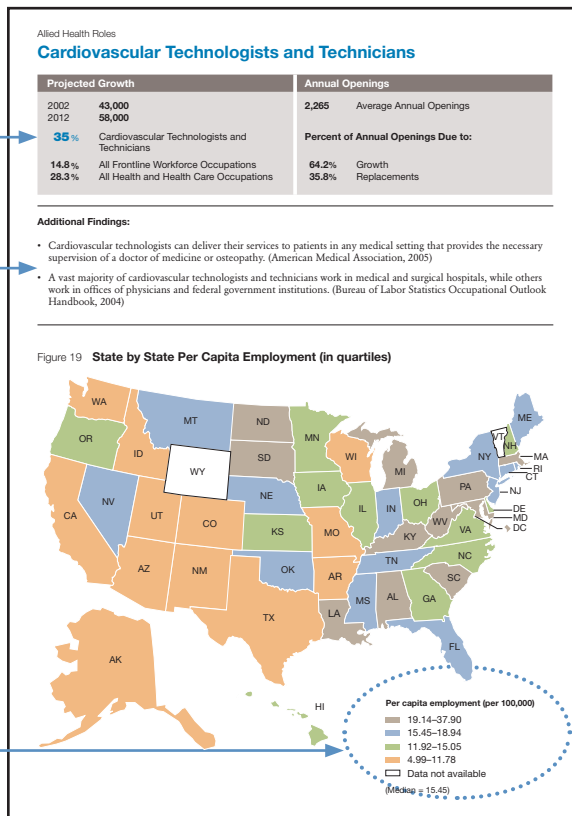 Allied Health Roles
Cardiovascular Technologists and Technicians
Projected Growth
2002 43,000
2012 58,000
35% Cardiovascular Technologists and
Technicians
14.8% All Frontline Workforce Occupations
28.3% All Health and Health Care Occupations
Annual Openings
2,265 Average Annual Openings
Percent of Annual Openings Due to:
64.2% Growth
35.8% Replacements
Additional Findings:
• Cardiovascular technologists can deliver their services to patients in any medical setting that provides the necessary
supervision of a doctor of medicine or osteopathy. (American Medical Association, 2005)
• A vast majority of cardiovascular technologists and technicians work in medical and surgical hospitals, while others
work in offices of physicians and federal government institutions. (Bureau of Labor Statistics Occupational Outlook
Handbook, 2004)
Figure 19 State by State Per Capita Employment (in quartiles)
WA
MT
ND
MN
ME
OR
ID
SD
WI
VT
NH
NY
MA
RI
CT
WY
MI
NV
NE
IA
PA
NJ
CA
UT
CO
KS
MO
IL
IN
OH
WV
VA
DE
MD
DC
KY
AZ
NM
OK
AR
TN
NC
SC
TX
LA
MS
AL
GA
FL
AK
HI
Per capita employment (per 100,000)
19.14–37.90
15.45–18.94
11.92–15.05
4.99–11.78
Data not available
(Median = 15.45)